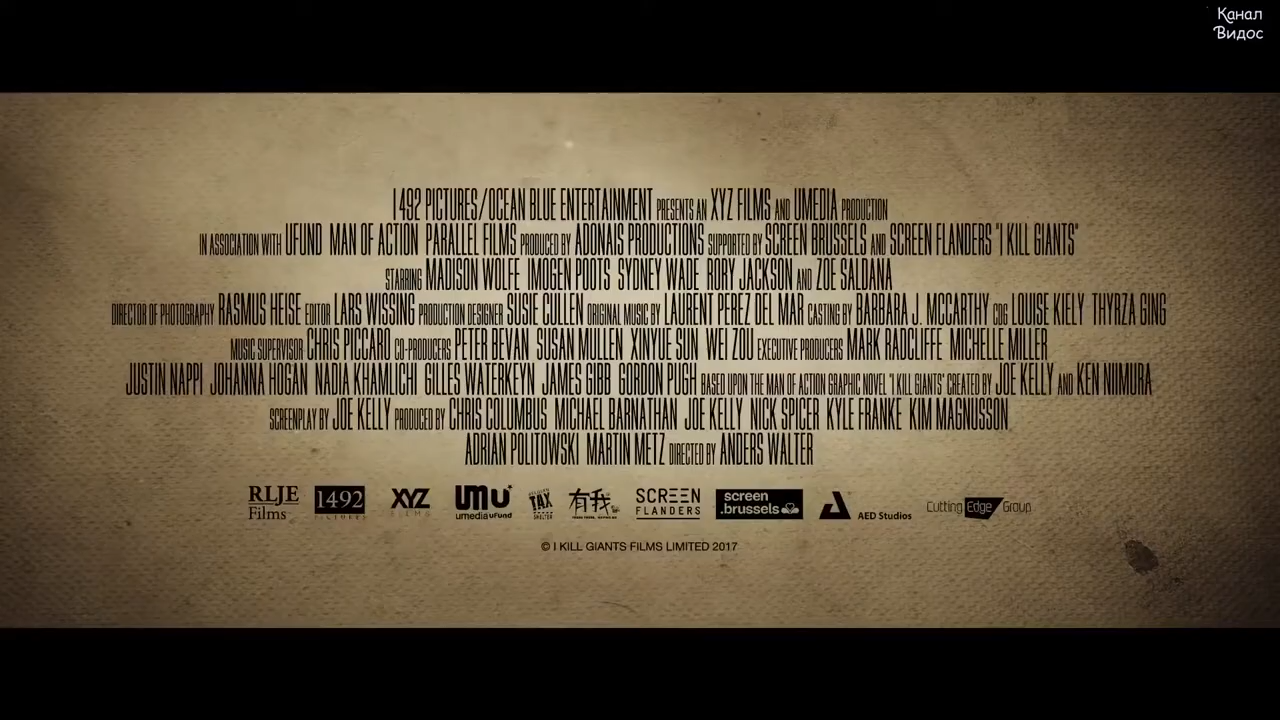 Канал
Видос
1492 PICTURES/OCEAN BLUE ENTERTAINMENT PRESENTS AN XYZ FILMS AND UMEDIA PRODUCTION
IN ASSOCIATION WITH UFUND MAN OF ACTION PARALLEL FILMS PRODUCED BY ADONAIS PRODUCTIONS SUPPORTED BY SCREEN BRUSSELS AND SCREEN FLANDERS "I KILL GIANTS"
STARRING MADISON WOLFE IMOGEN POOTS SYDNEY WADE RORY JACKSON AND ZOE SALDANA
DIRECTOR OF PHOTOGRAPHY RASMUS HEISE EDITOR LARS WISSING PRODUCTION DESIGNER SUSIE CULLEN ORIGINAL MUSIC BY LAURENT PEREZ DEL MAR CASTING BY BARBARA J. MCCARTHY CDG LOUISE KIELY THYRZA GING
MUSIC SUPERVISOR CHRIS PICCARO CO-PRODUCERS PETER BEVAN SUSAN MULLEN XINYUE SUN WEI ZOU EXECUTIVE PRODUCERS MARK RADCLIFFE MICHELLE MILLER
JUSTIN NAPPI JOHANNA HOGAN NADIA KHAMLICHI GILLES WATERKEYN JAMES GIBB GORDON PUGH BASED UPON THE MAN OF ACTION GRAPHIC NOVEL "I KILL GIANTS" CREATED BY JOE KELLY AND KEN NIIMURA
SCREENPLAY BY JOE KELLY PRODUCED BY CHRIS COLUMBUS MICHAEL BARNATHAN JOE KELLY NICK SPICER KYLE FRANKE KIM MAGNUSSON
ADRIAN POLITOWSKI MARTIN METZ DIRECTED BY ANDERS WALTER
RLJE Films
1492 PICTURES
XYZ FILMS
umu umediaufund
TAX SHELTER
有我
SCREEN FLANDERS
screen .brussels
AED Studios
Cutting Edge Group
© I KILL GIANTS FILMS LIMITED 2017